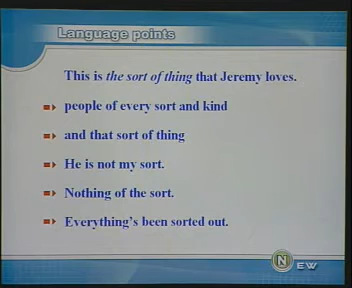 Language points
This is the sort of thing that Jeremy loves.
people of every sort and kind
and that sort of thing
He is not my sort.
Nothing of the sort.
Everything's been sorted out.
N EW